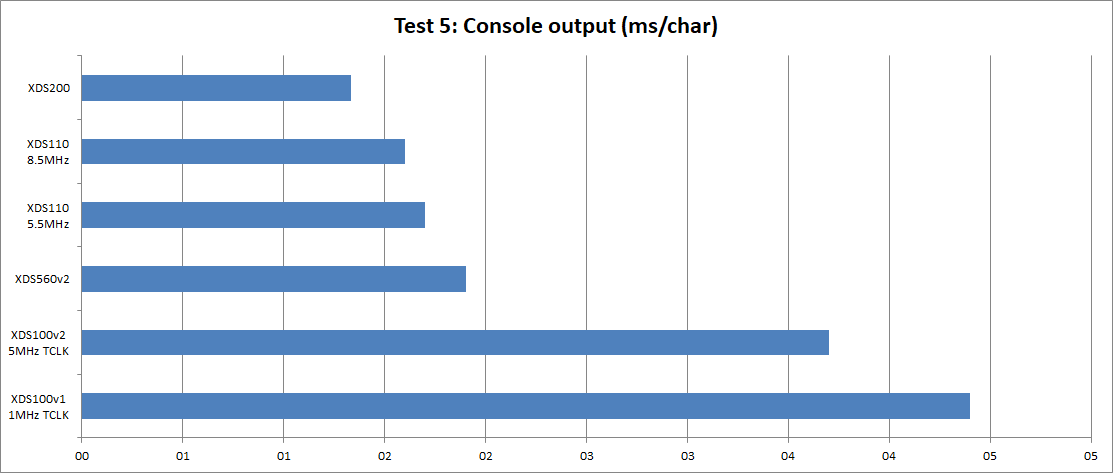 Test 5: Console output (ms/char)
XDS200
XDS110
8.5MHz
XDS110
5.5MHz
XDS560v2
XDS100v2
5MHz TCLK
XDS100v1
1MHz TCLK
00 01 01 02 02 03 03 04 04 05 05